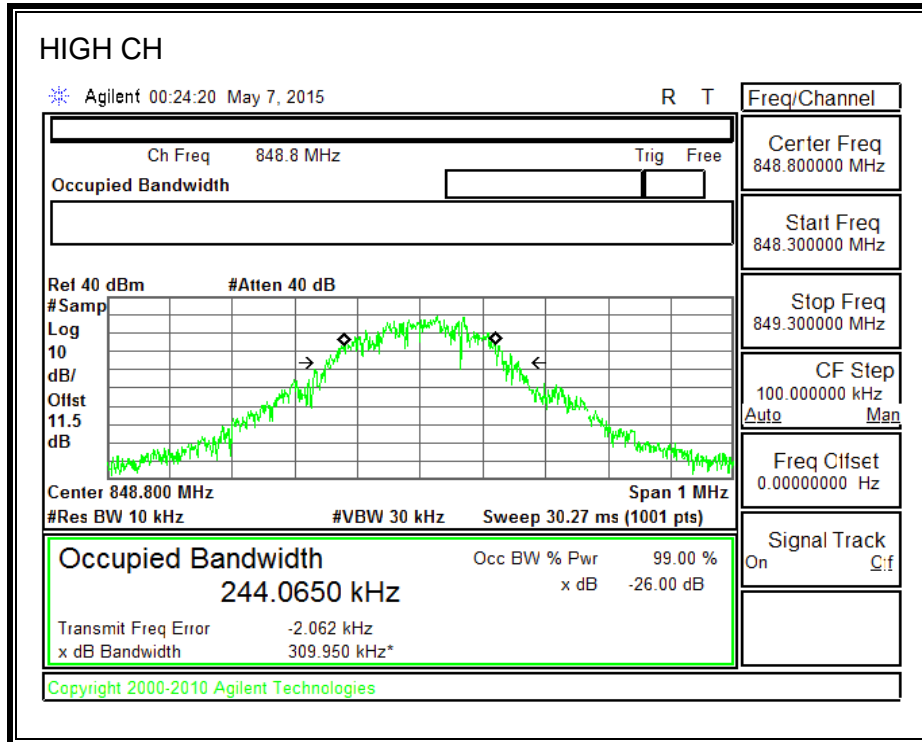 HIGH CH
Agilent 00:24:20 May 7, 2015 R T
Freq/Channel
Ch Freq 848.8 MHz Trig Free
Occupied Bandwidth
Center Freq
848.800000 MHz
Start Freq
848.300000 MHz
Stop Freq
849.300000 MHz
CF Step
100.000000 kHz
Auto Man
Freq Offset
0.00000000 Hz
Signal Track
On Off
Ref 40 dBm #Atten 40 dB
#Samp
Log
10
dB/
Offst
11.5
dB
Center 848.800 MHz Span 1 MHz
#Res BW 10 kHz #VBW 30 kHz Sweep 30.27 ms (1001 pts)
Occupied Bandwidth Occ BW % Pwr 99.00 %
244.0650 kHz x dB -26.00 dB
Transmit Freq Error -2.062 kHz
x dB Bandwidth 309.950 kHz*
Copyright 2000-2010 Agilent Technologies